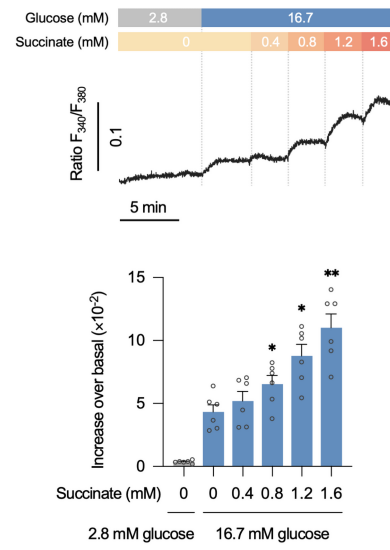 Glucose (mM) 2.8 16.7
Succinate (mM) 0 0.4 0.8 1.2 1.6
Ratio F340/F380
0.1
5 min
Increase over basal (×10-2)
15
10
5
0
* * **
Succinate (mM) 0 0 0.4 0.8 1.2 1.6
2.8 mM glucose 16.7 mM glucose